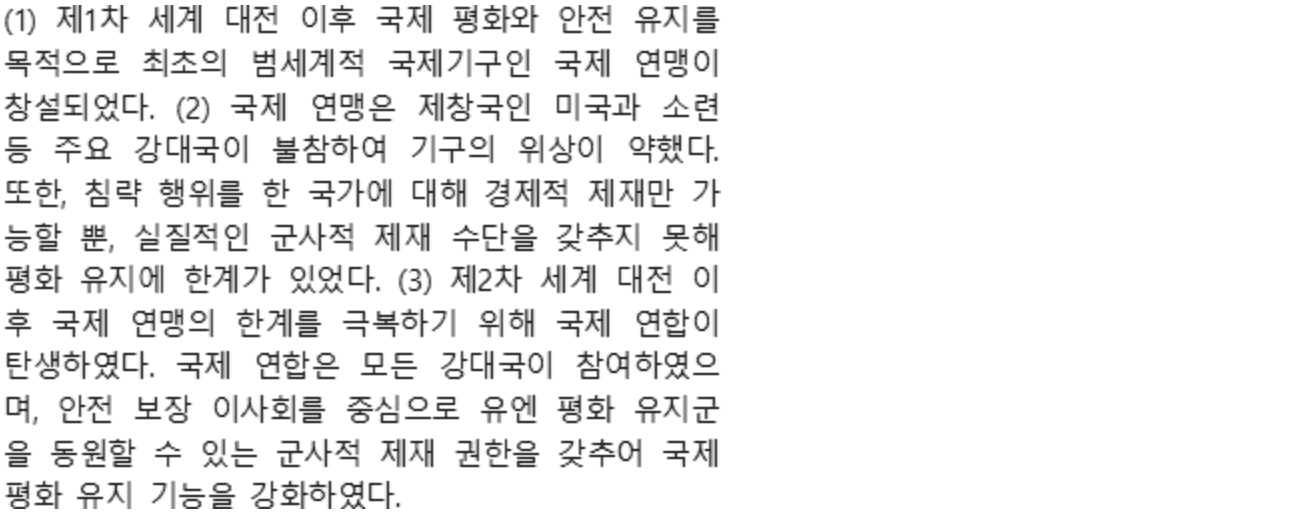 (1) 제1차 세계 대전 이후 국제 평화와 안전 유지를
목적으로 최초의 범세계적 국제기구인 국제 연맹이
창설되었다. (2) 국제 연맹은 제창국인 미국과 소련
등 주요 강대국이 불참하여 기구의 위상이 약했다.
또한, 침략 행위를 한 국가에 대해 경제적 제재만 가
능할 뿐, 실질적인 군사적 제재 수단을 갖추지 못해
평화 유지에 한계가 있었다. (3) 제2차 세계 대전 이
후 국제 연맹의 한계를 극복하기 위해 국제 연합이
탄생하였다. 국제 연합은 모든 강대국이 참여하였으
며, 안전 보장 이사회를 중심으로 유엔 평화 유지군
을 동원할 수 있는 군사적 제재 권한을 갖추어 국제
평화 유지 기능을 강화하였다.